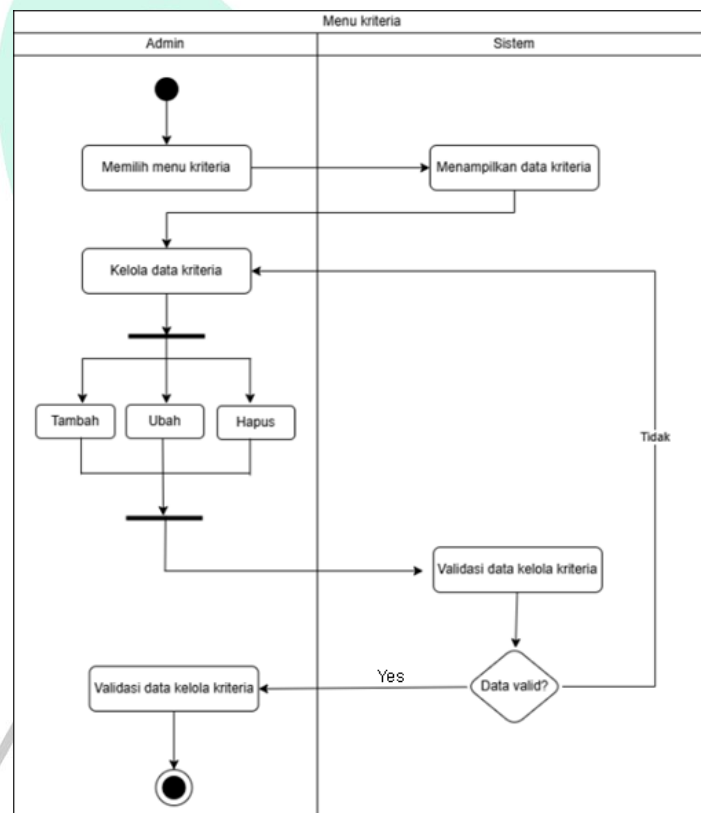 Menu kriteria
Admin
Sistem
Memilih menu kriteria
Menampilkan data kriteria
Kelola data kriteria
Tambah
Ubah
Hapus
Tidak
Validasi data kelola kriteria
Data valid?
Yes
Validasi data kelola kriteria